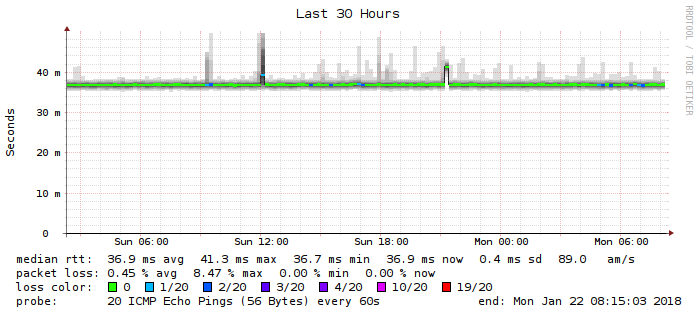 Last 30 Hours
RRDTOOL / TOBI OETIKER
Seconds
40 m
30 m
20 m
10 m
0
Sun 06:00 Sun 12:00 Sun 18:00 Mon 00:00 Mon 06:00
median rtt: 36.9 ms avg 41.3 ms max 36.7 ms min 36.9 ms now 0.4 ms sd 89.0 am/s
packet loss: 0.45 % avg 8.47 % max 0.00 % min 0.00 % now
loss color: 0 1/20 2/20 3/20 4/20 10/20 19/20
probe: 20 ICMP Echo Pings (56 Bytes) every 60s end: Mon Jan 22 08:15:03 2018